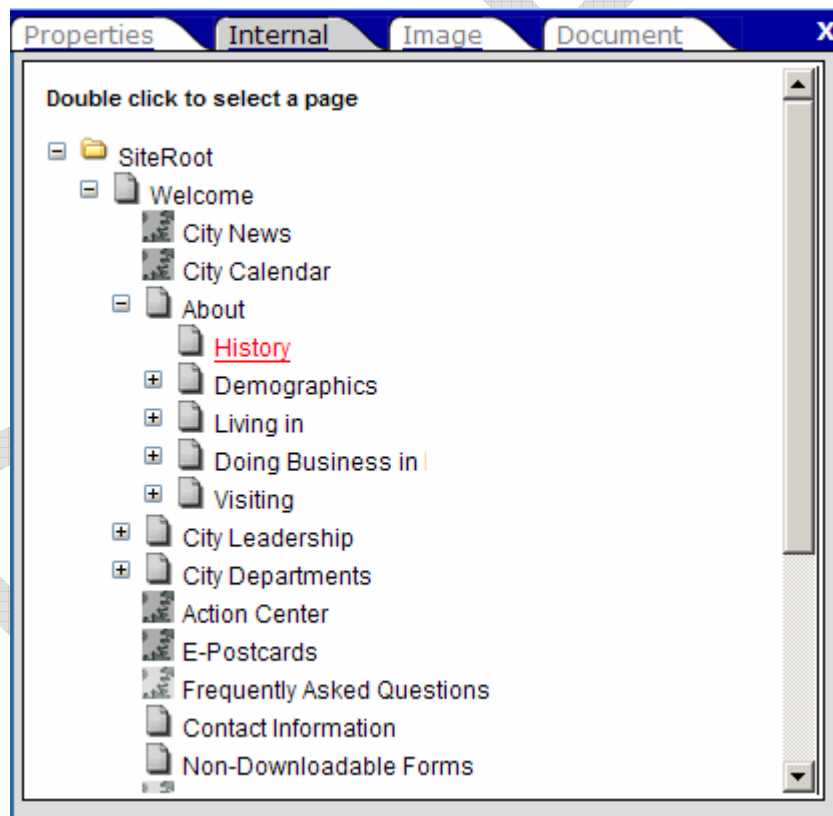 Properties Internal Image Document X
Double click to select a page
SiteRoot
Welcome
City News
City Calendar
About
History
Demographics
Living in
Doing Business in
Visiting
City Leadership
City Departments
Action Center
E-Postcards
Frequently Asked Questions
Contact Information
Non-Downloadable Forms